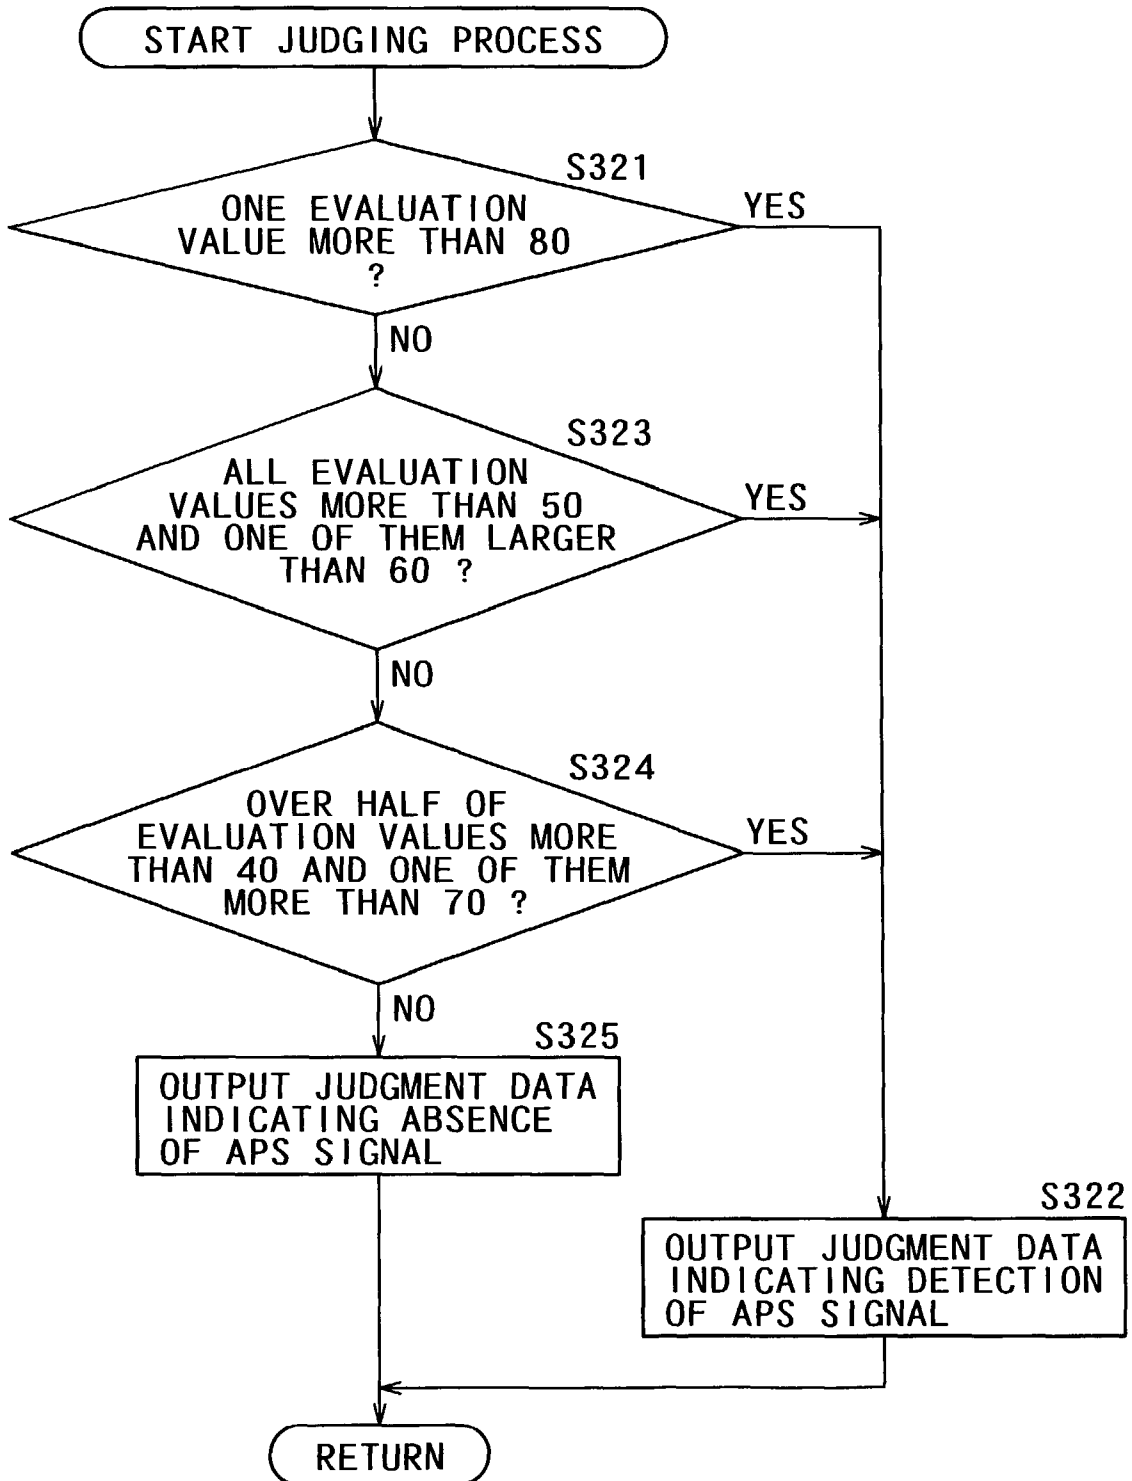 START JUDGING PROCESS
S321
ONE EVALUATION
VALUE MORE THAN 80
?
YES
NO
S323
ALL EVALUATION
VALUES MORE THAN 50
AND ONE OF THEM LARGER
THAN 60 ?
YES
NO
S324
OVER HALF OF
EVALUATION VALUES MORE
THAN 40 AND ONE OF THEM
MORE THAN 70 ?
YES
NO
S325
OUTPUT JUDGMENT DATA
INDICATING ABSENCE
OF APS SIGNAL
S322
OUTPUT JUDGMENT DATA
INDICATING DETECTION
OF APS SIGNAL
RETURN